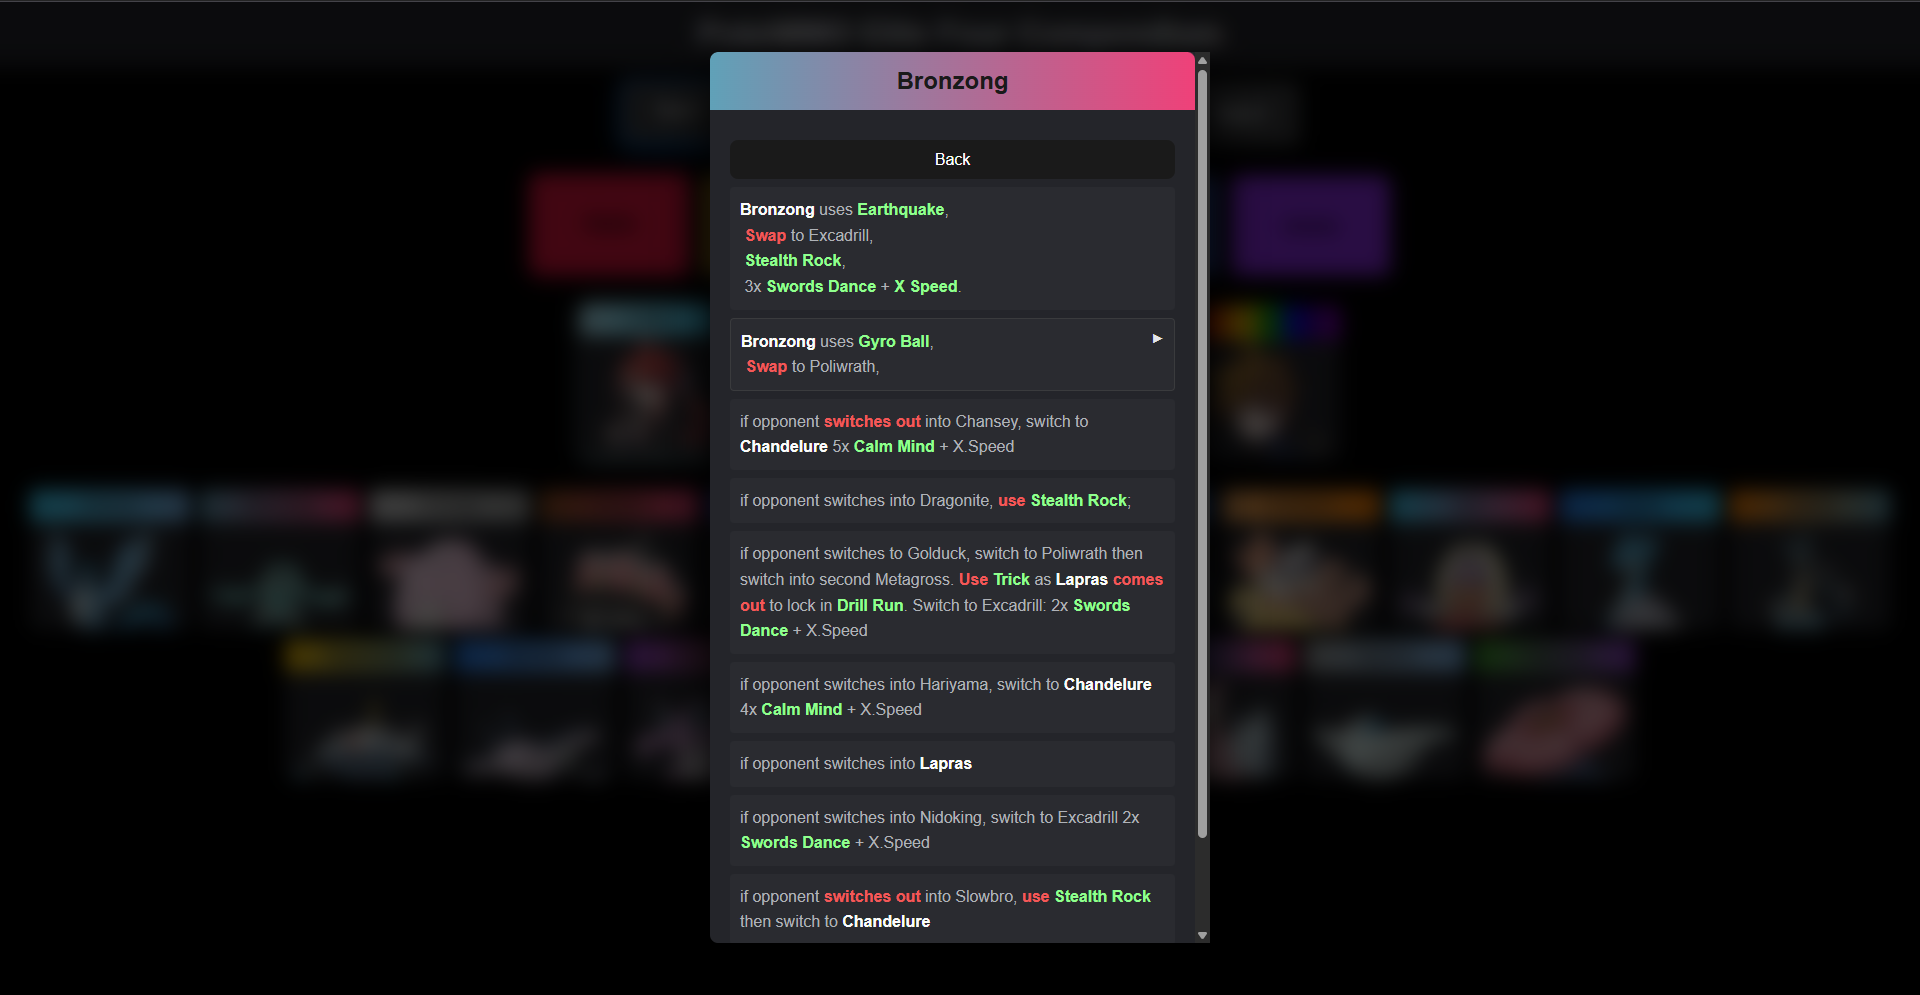 Bronzong
Back
Bronzong uses Earthquake,
Swap to Excadrill,
Stealth Rock,
3x Swords Dance + X Speed.
Bronzong uses Gyro Ball,
Swap to Poliwrath,
if opponent switches out into Chansey, switch to
Chandelure 5x Calm Mind + X.Speed
if opponent switches into Dragonite, use Stealth Rock;
if opponent switches to Golduck, switch to Poliwrath then
switch into second Metagross. Use Trick as Lapras comes
out to lock in Drill Run. Switch to Excadrill: 2x Swords
Dance + X.Speed
if opponent switches into Hariyama, switch to Chandelure
4x Calm Mind + X.Speed
if opponent switches into Lapras
if opponent switches into Nidoking, switch to Excadrill 2x
Swords Dance + X.Speed
if opponent switches out into Slowbro, use Stealth Rock
then switch to Chandelure